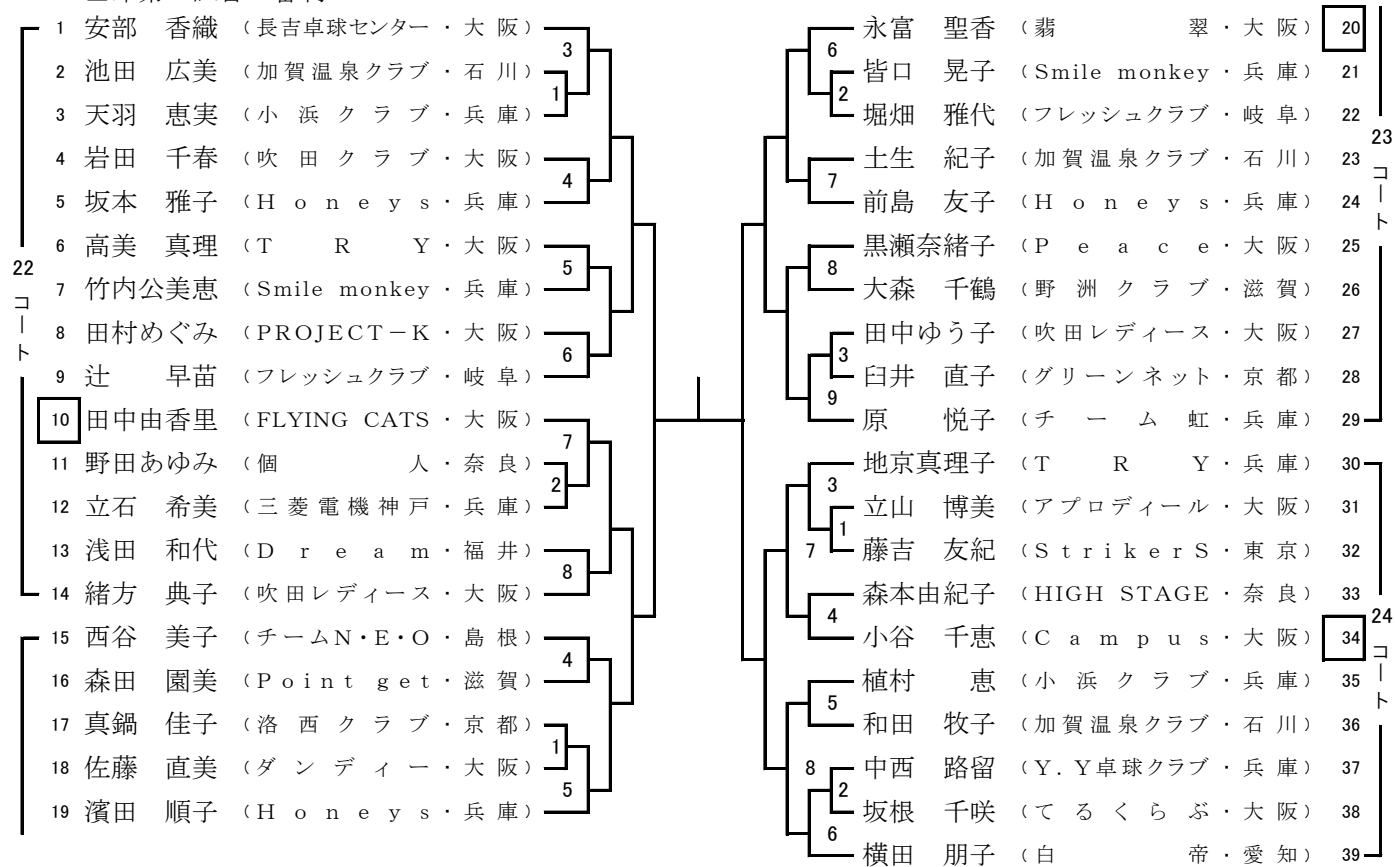 1 安部 香織 (長吉卓球センター・大 阪)
2 池田 広美 (加賀温泉クラブ・石 川)
3 天羽 恵実 (小 浜 ク ラ ブ・兵 庫)
4 岩田 千春 (吹 田 ク ラ ブ・大 阪)
5 坂本 雅子 (H o n e y s・兵 庫)
6 高美 真理 (T R Y・大 阪)
7 竹内公美恵 (Smile monkey・兵 庫)
8 田村めぐみ (PROJECT-K・大 阪)
9 辻 早苗 (フレッシュクラブ・岐 阜)
10 田中由香里 (FLYING CATS・大 阪)
11 野田あゆみ (個 人・奈 良)
12 立石 希美 (三 菱 電 機 神 戸・兵 庫)
13 浅田 和代 (D r e a m・福 井)
14 緒方 典子 (吹田レディース・大 阪)
15 西谷 美子 (チームN・E・O・島 根)
16 森田 園美 (Point get・滋 賀)
17 真鍋 佳子 (洛 西 ク ラ ブ・京 都)
18 佐藤 直美 (ダ ン デ ィ ー・大 阪)
19 濱田 順子 (H o n e y s・兵 庫)
22
コート
3
1
4
5
6
7
2
8
4
1
5
永富 聖香 (翡 翠・大 阪) 20
皆口 晃子 (Smile monkey・兵 庫) 21
堀畑 雅代 (フレッシュクラブ・岐 阜) 22
土生 紀子 (加賀温泉クラブ・石 川) 23
前島 友子 (H o n e y s・兵 庫) 24
黒瀬奈緒子 (P e a c e・大 阪) 25
大森 千鶴 (野 洲 ク ラ ブ・滋 賀) 26
田中ゆう子 (吹田レディース・大 阪) 27
臼井 直子 (グリーンネット・京 都) 28
原 悦子 (チ ー ム 虹・兵 庫) 29
地京真理子 (T R Y・兵 庫) 30
立山 博美 (アプロディール・大 阪) 31
藤吉 友紀 (StrikerS・東 京) 32
森本由紀子 (HIGH STAGE・奈 良) 33
小谷 千恵 (C a m p u s・大 阪) 34
植村 恵 (小 浜 ク ラ ブ・兵 庫) 35
和田 牧子 (加賀温泉クラブ・石 川) 36
中西 路留 (Y.Y卓球クラブ・兵 庫) 37
坂根 千咲 (て る く ら ぶ・大 阪) 38
横田 朋子 (白 帝・愛 知) 39
6
2
7
8
3
9
3
1
7
4
5
8
2
6
23
コート
24
コート